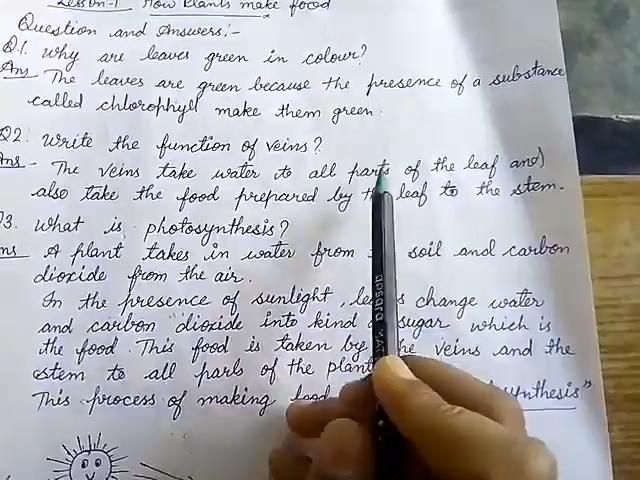 Lesson-1 How Plants make food
Question and Answers:-
Q.1. Why are leaves green in colour?
Ans The leaves are green because the presence of a substance
called chlorophyll make them green.
Q2. Write the function of veins?
Ans - The veins take water to all parts of the leaf and
also take the food prepared by leaf to the stem.
Q3. What is photosynthesis?
Ans A plant takes in water from soil and carbon
dioxide from the air.
In the presence of sunlight, change water
and carbon dioxide into kind sugar which is
the food. This food is taken by the veins and the
stem to all parts of the plant
This process of making
apsara